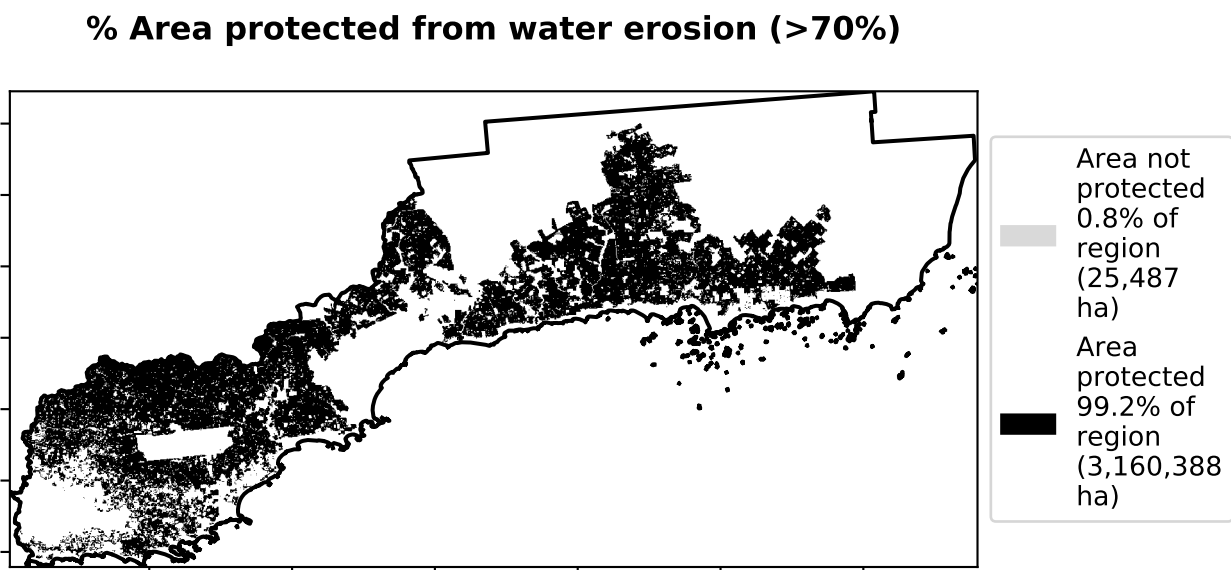 % Area protected from water erosion (>70%)
Area not
protected
0.8% of
region
(25,487
ha)
Area
protected
99.2% of
region
(3,160,388
ha)